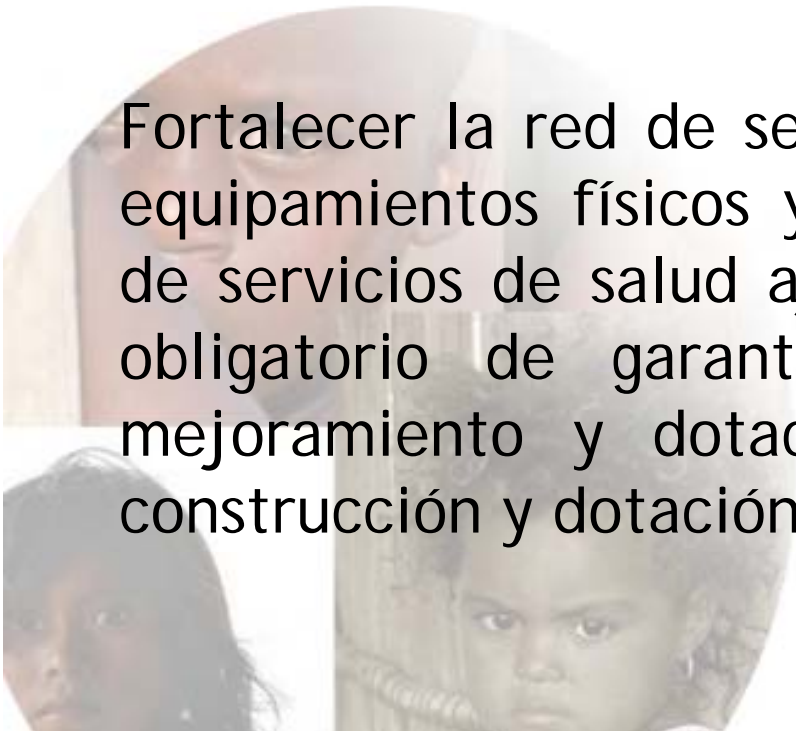 Fortalecer la red de se
equipamientos físicos y
de servicios de salud a
obligatorio de garant
mejoramiento y dotac
construcción y dotación